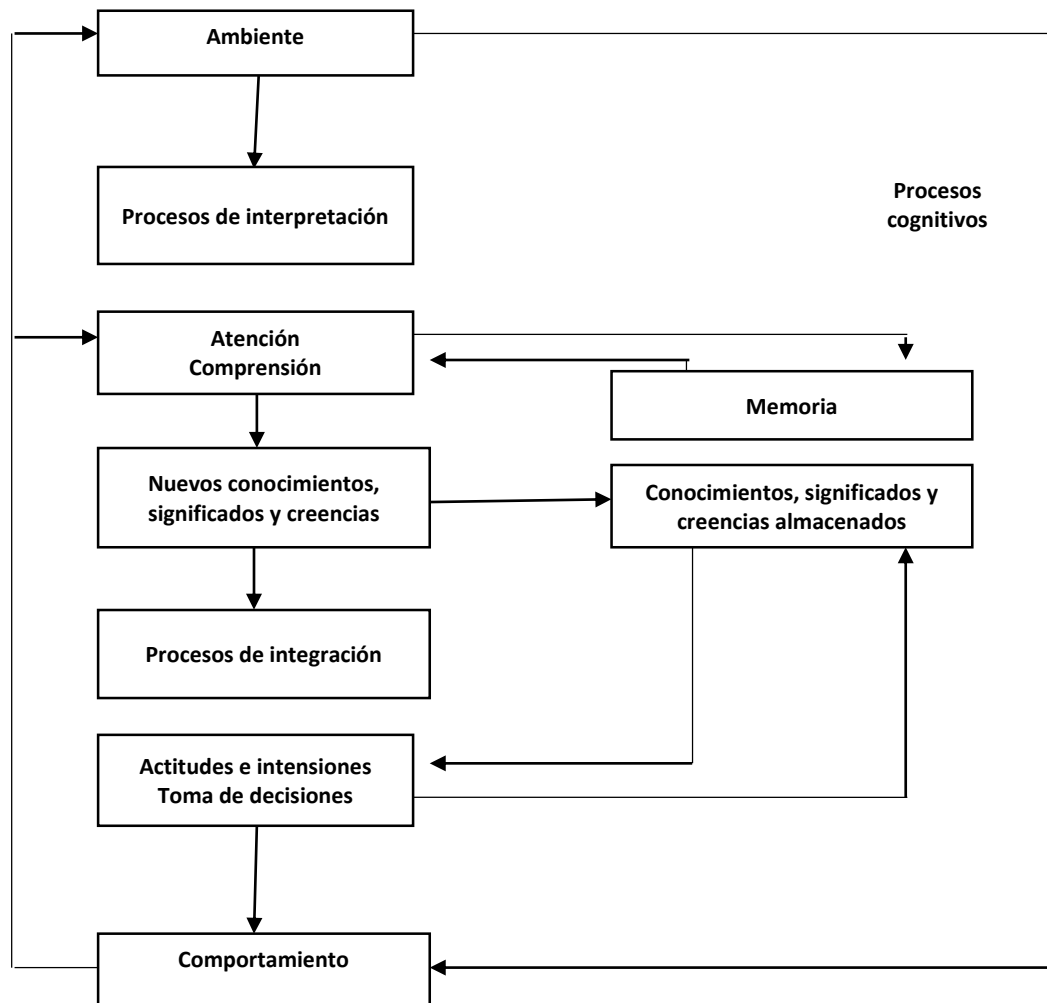 Ambiente
Procesos de interpretación
Procesos
cognitivos
Atención
Comprensión
Memoria
Nuevos conocimientos,
significados y creencias
Conocimientos, significados y
creencias almacenados
Procesos de integración
Actitudes e intensiones
Toma de decisiones
Comportamiento